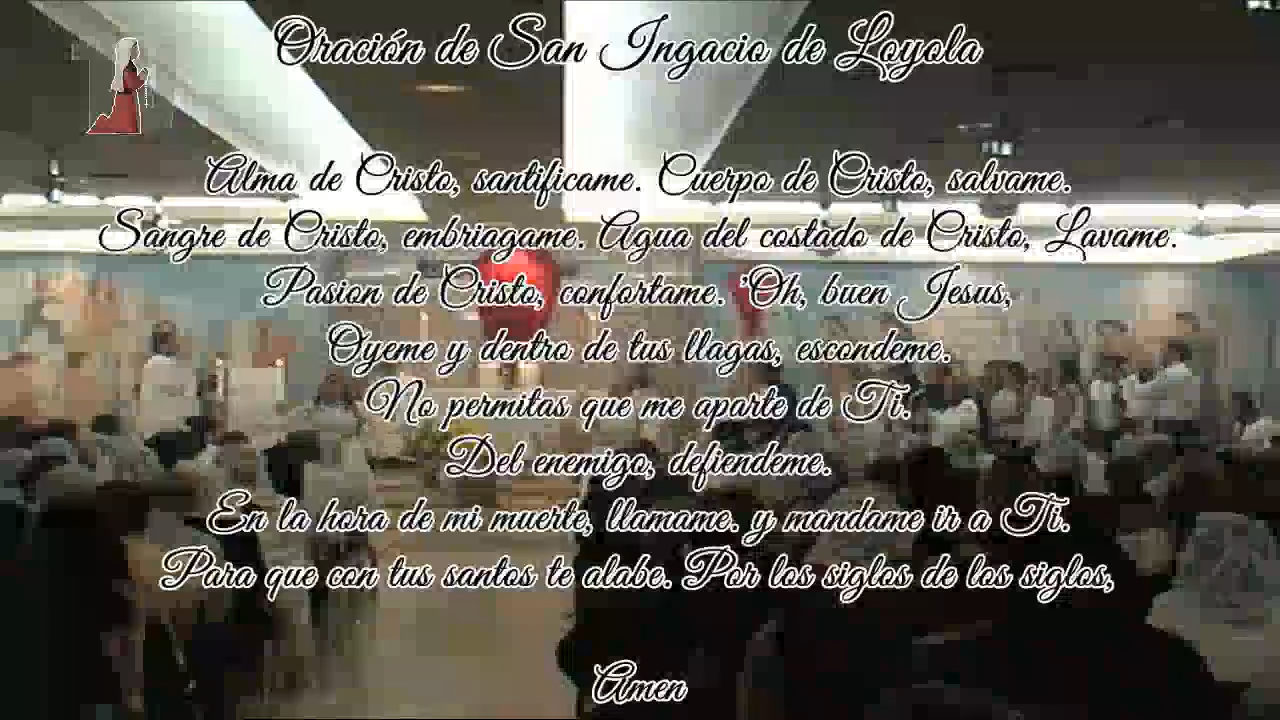 Oración de San Ingacio de Loyola
Alma de Cristo, santificame. Cuerpo de Cristo, salvame.
Sangre de Cristo, embriagame. Agua del costado de Cristo, Lavame.
Pasion de Cristo, confortame. 'Oh, buen Jesus,
Oyeme y dentro de tus llagas, escondeme.
No permitas que me aparte de Ti.
Del enemigo, defiendeme.
En la hora de mi muerte, llamame. y mandame ir a Ti.
Para que con tus santos te alabe. Por los siglos de los siglos,
Amen